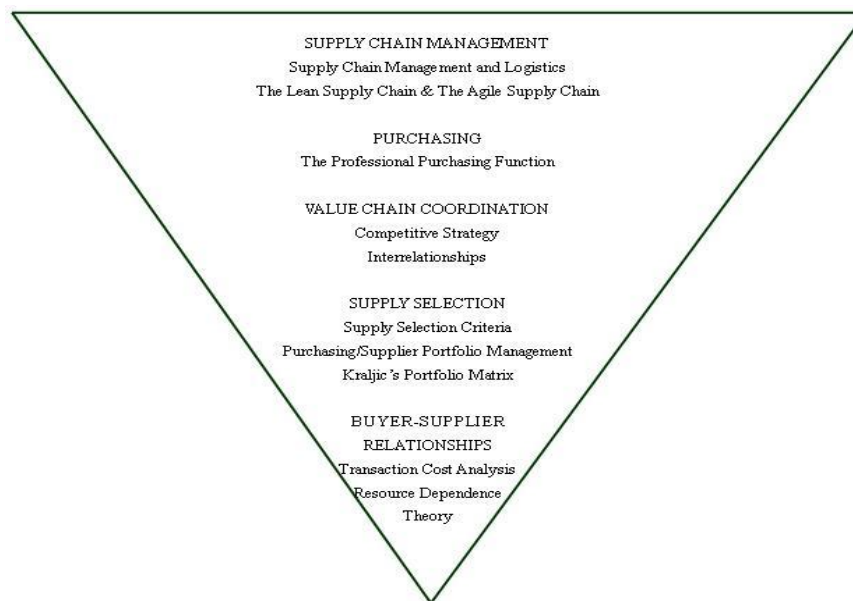 SUPPLY CHAIN MANAGEMENT
Supply Chain Management and Logistics
The Lean Supply Chain & The Agile Supply Chain
PURCHASING
The Professional Purchasing Function
VALUE CHAIN COORDINATION
Competitive Strategy
Interrelationships
SUPPLY SELECTION
Supply Selection Criteria
Purchasing/Supplier Portfolio Management
Kraljic's Portfolio Matrix
BUYER-SUPPLIER
RELATIONSHIPS
Transaction Cost Analysis
Resource Dependence
Theory